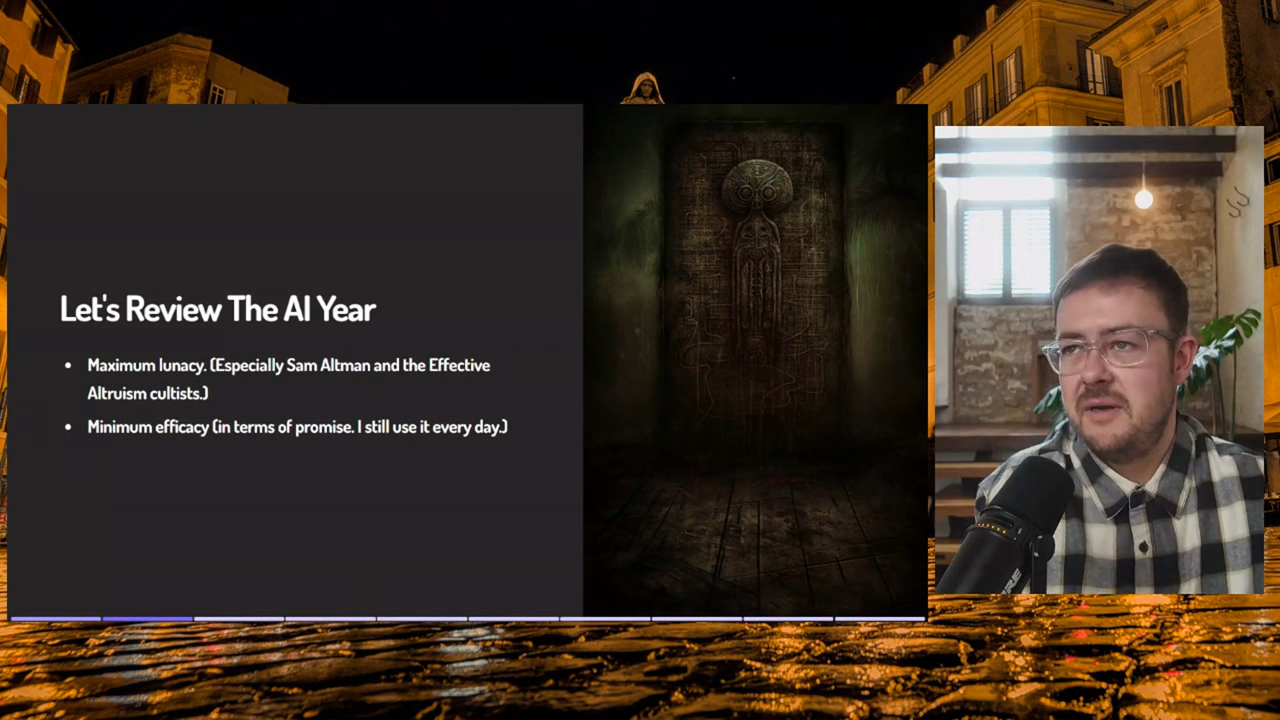 Let's Review The AI Year
• Maximum lunacy. (Especially Sam Altman and the Effective
Altruism cultists.)
• Minimum efficacy (in terms of promise. I still use it every day.)